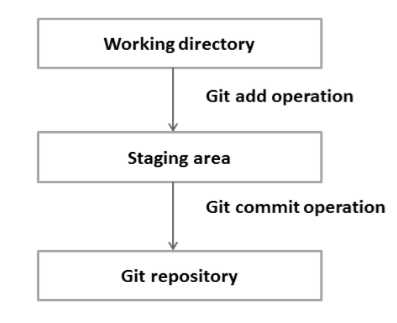 Working directory
Git add operation
Staging area
Git commit operation
Git repository